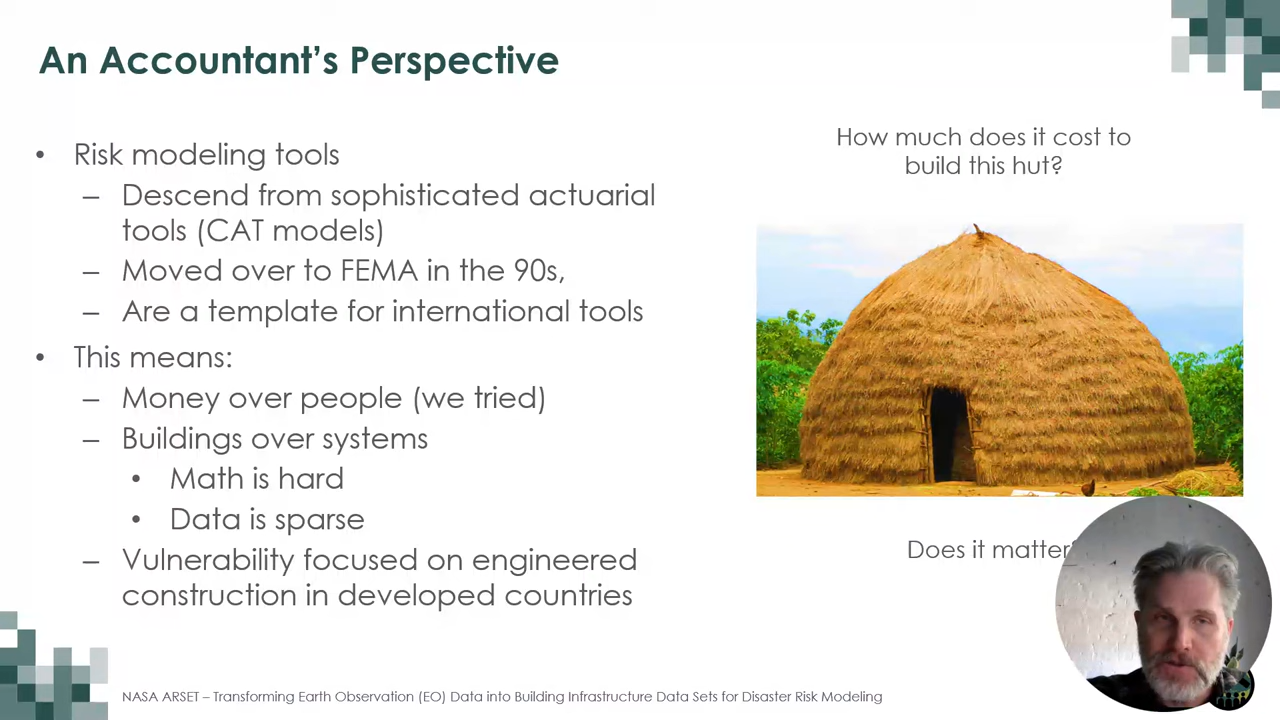 An Accountant's Perspective
• Risk modeling tools
– Descend from sophisticated actuarial
tools (CAT models)
– Moved over to FEMA in the 90s,
– Are a template for international tools
• This means:
– Money over people (we tried)
– Buildings over systems
• Math is hard
• Data is sparse
– Vulnerability focused on engineered
construction in developed countries
How much does it cost to
build this hut?
Does it matter?
NASA ARSET – Transforming Earth Observation (EO) Data into Building Infrastructure Data Sets for Disaster Risk Modeling